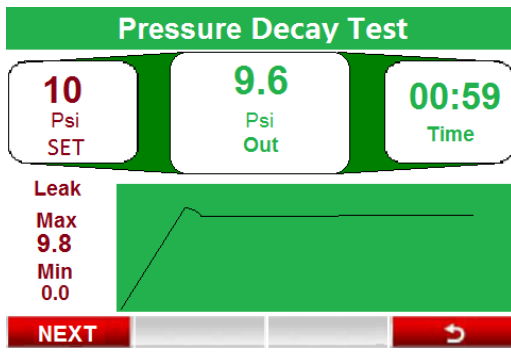 Pressure Decay Test
10
Psi
SET
9.6
Psi
Out
00:59
Time
Leak
Max
9.8
Min
0.0
NEXT